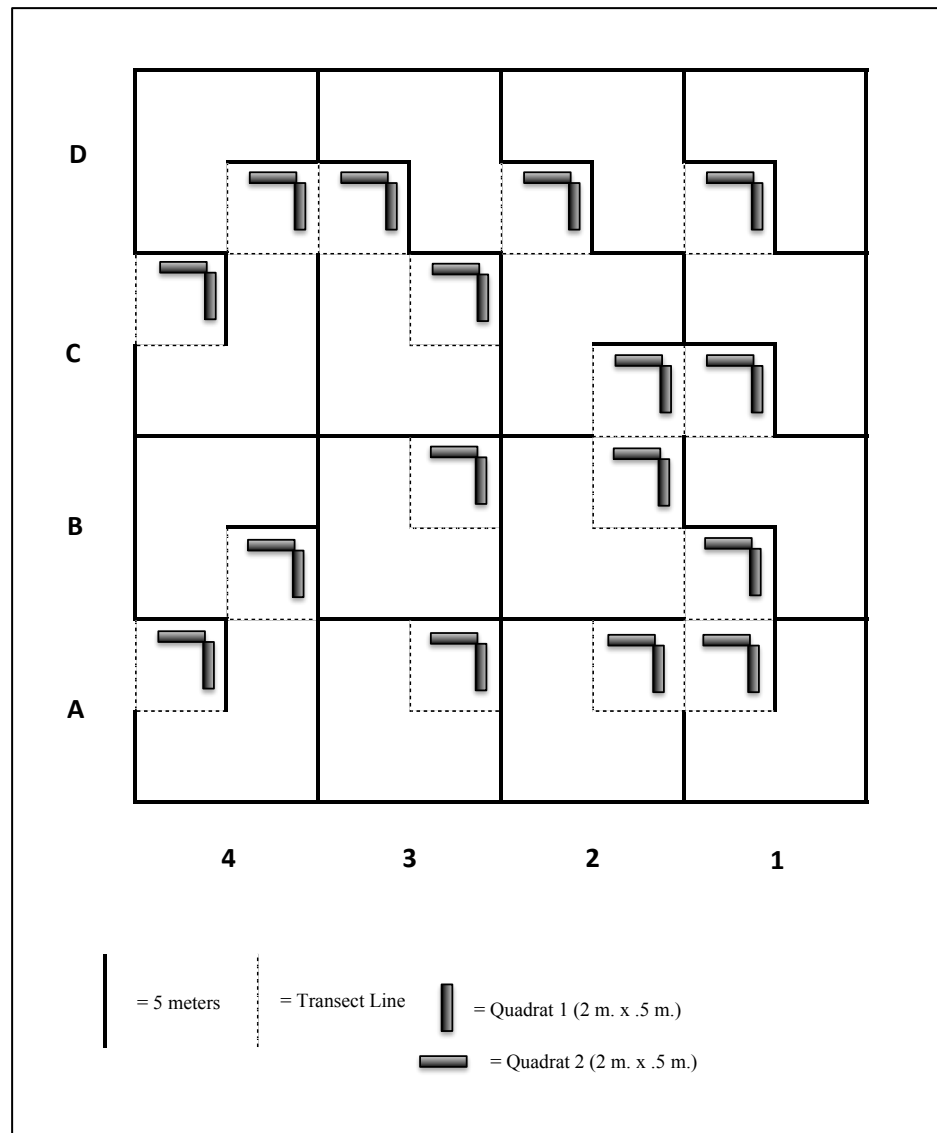 D
C
B
A
4 3 2 1
= 5 meters
= Transect Line
= Quadrat 1 (2 m. x .5 m.)
= Quadrat 2 (2 m. x .5 m.)